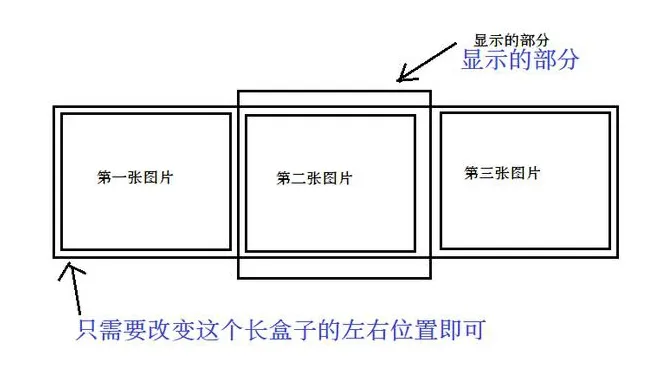 显示的部分
显示的部分
第一张图片
第二张图片
第三张图片
只需要改变这个长盒子的左右位置即可